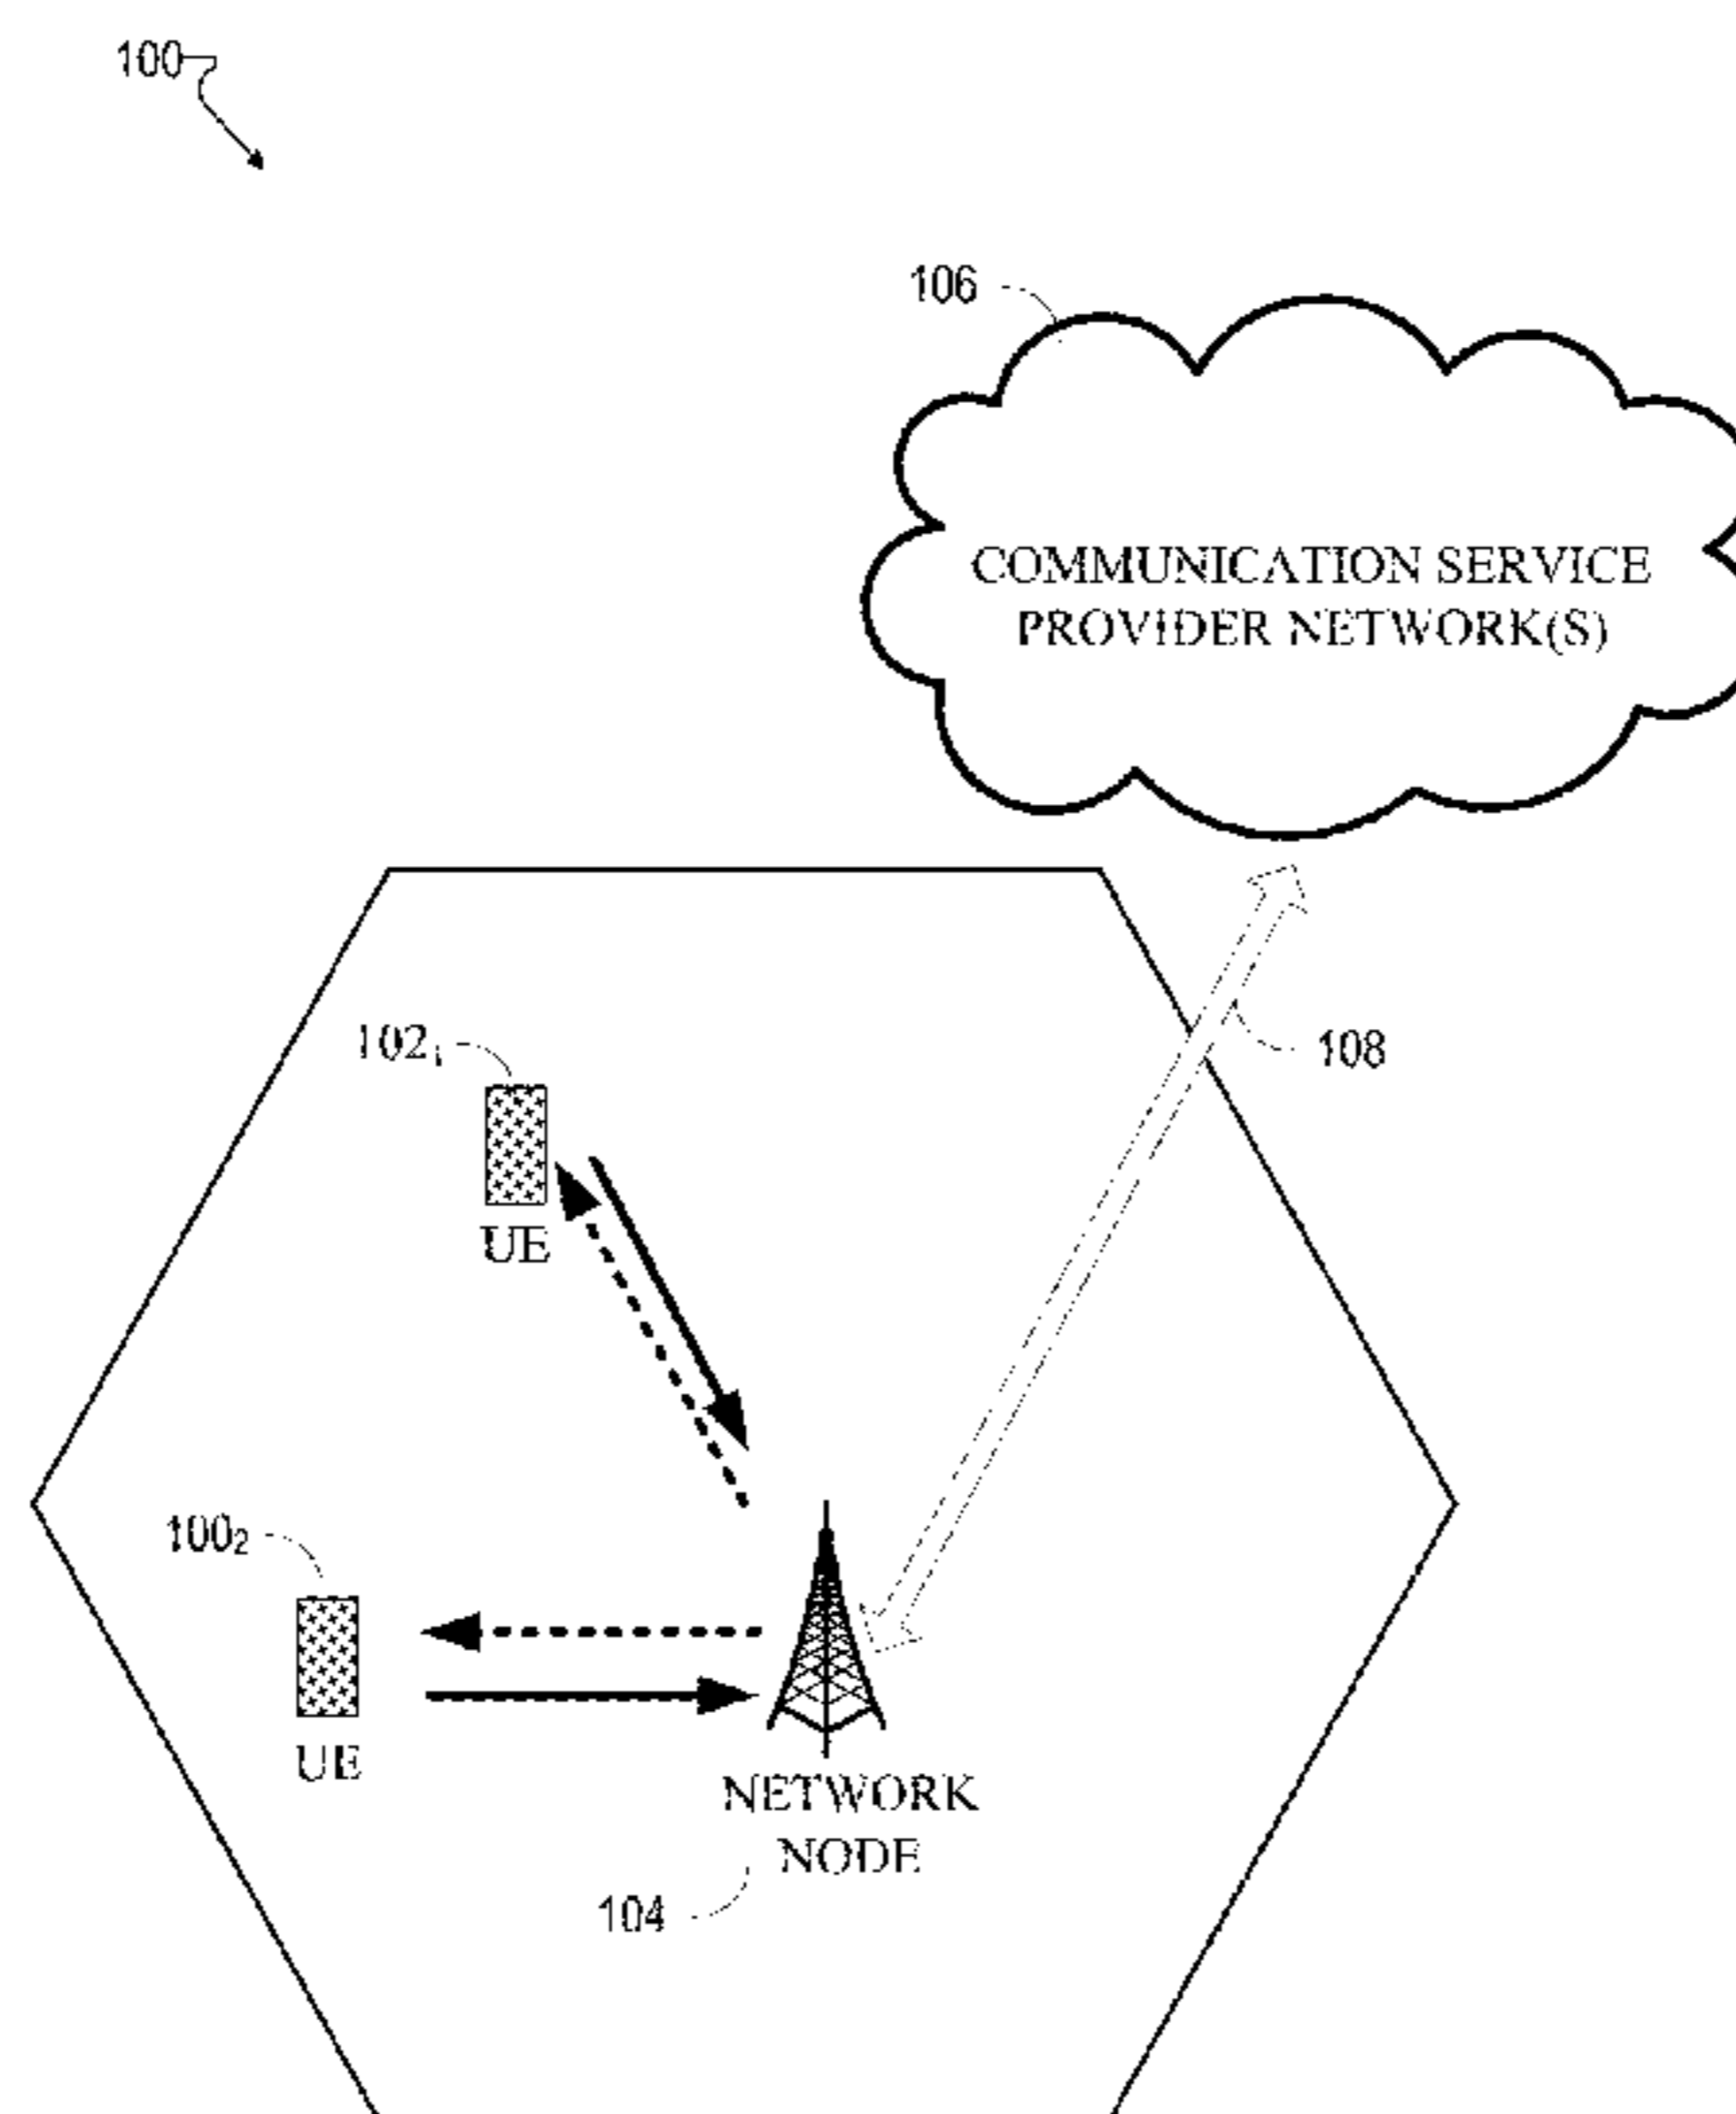 100
106
COMMUNICATION SERVICE
PROVIDER NETWORK(S)
108
102₁
UE
100₂
UE
NETWORK
NODE
104